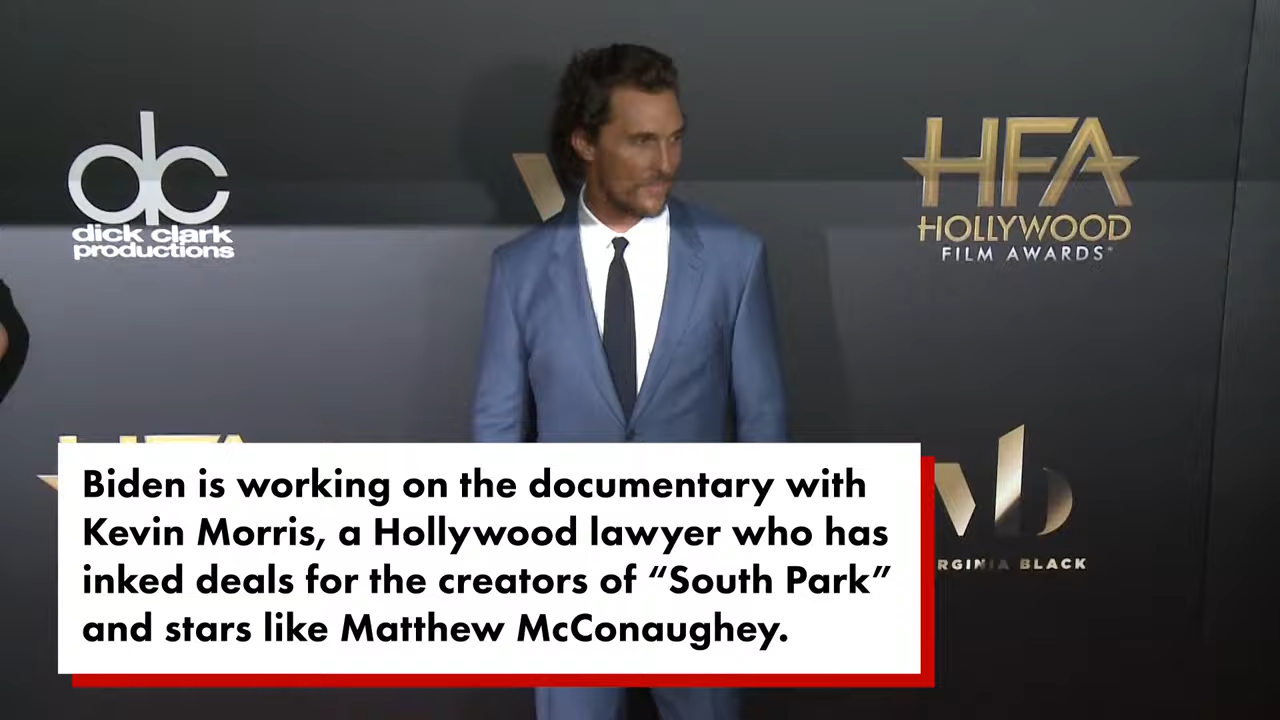 dc
dick clark
productions
HFA
HOLLYWOOD
FILM AWARDS
Biden is working on the documentary with
Kevin Morris, a Hollywood lawyer who has
inked deals for the creators of “South Park”
and stars like Matthew McConaughey.
vb
BLACK